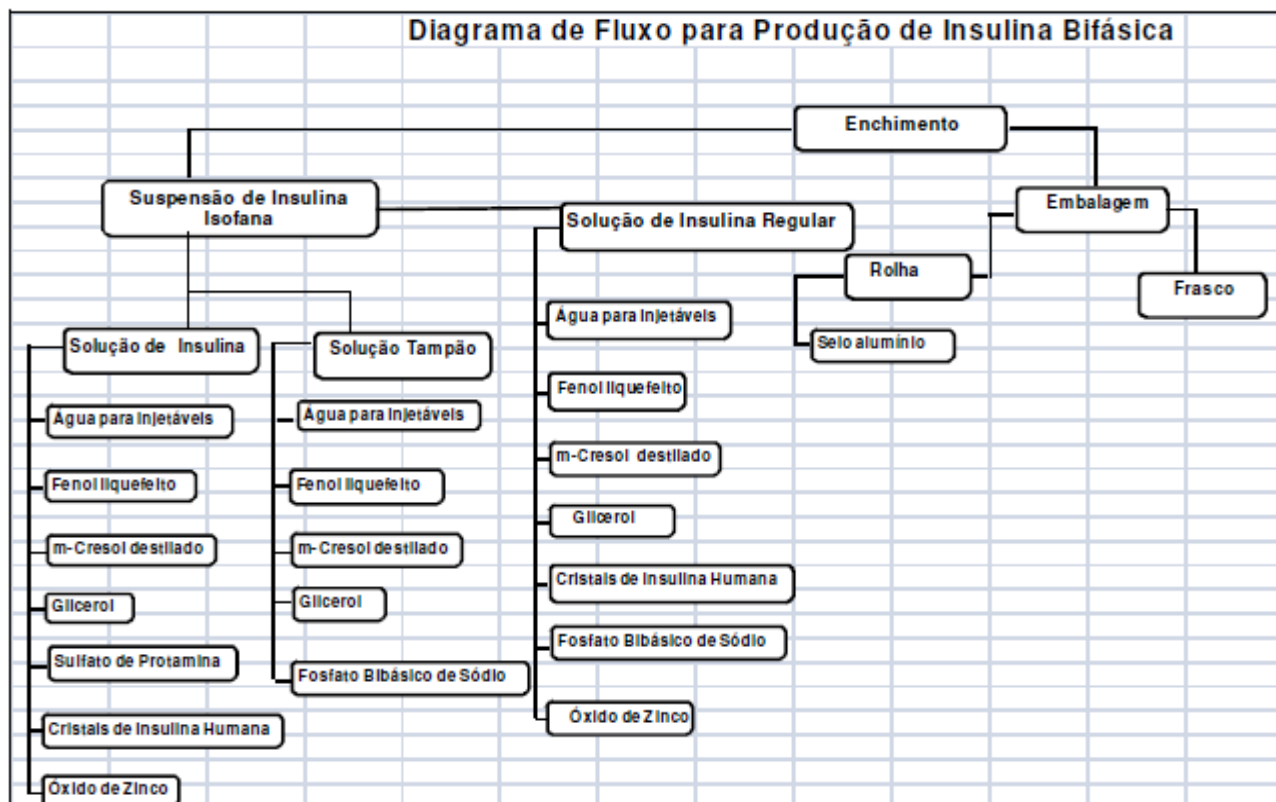 Diagrama de Fluxo para Produção de Insulina Bifásica
Enchimento
Suspensão de Insulina
Isofana
Solução de Insulina Regular
Embalagem
Rolha
Frasco
Selo alumínio
Solução de Insulina
Água para Injetáveis
Fenol liquefeito
m-Cresol destilado
Glicerol
Sulfato de Protamina
Cristais de Insulina Humana
Óxido de Zinco
Solução Tampão
Água para Injetáveis
Fenol liquefeito
m-Cresol destilado
Glicerol
Fosfato Bibásico de Sódio
Água para Injetáveis
Fenol liquefeito
m-Cresol destilado
Glicerol
Cristais de Insulina Humana
Fosfato Bibásico de Sódio
Óxido de Zinco